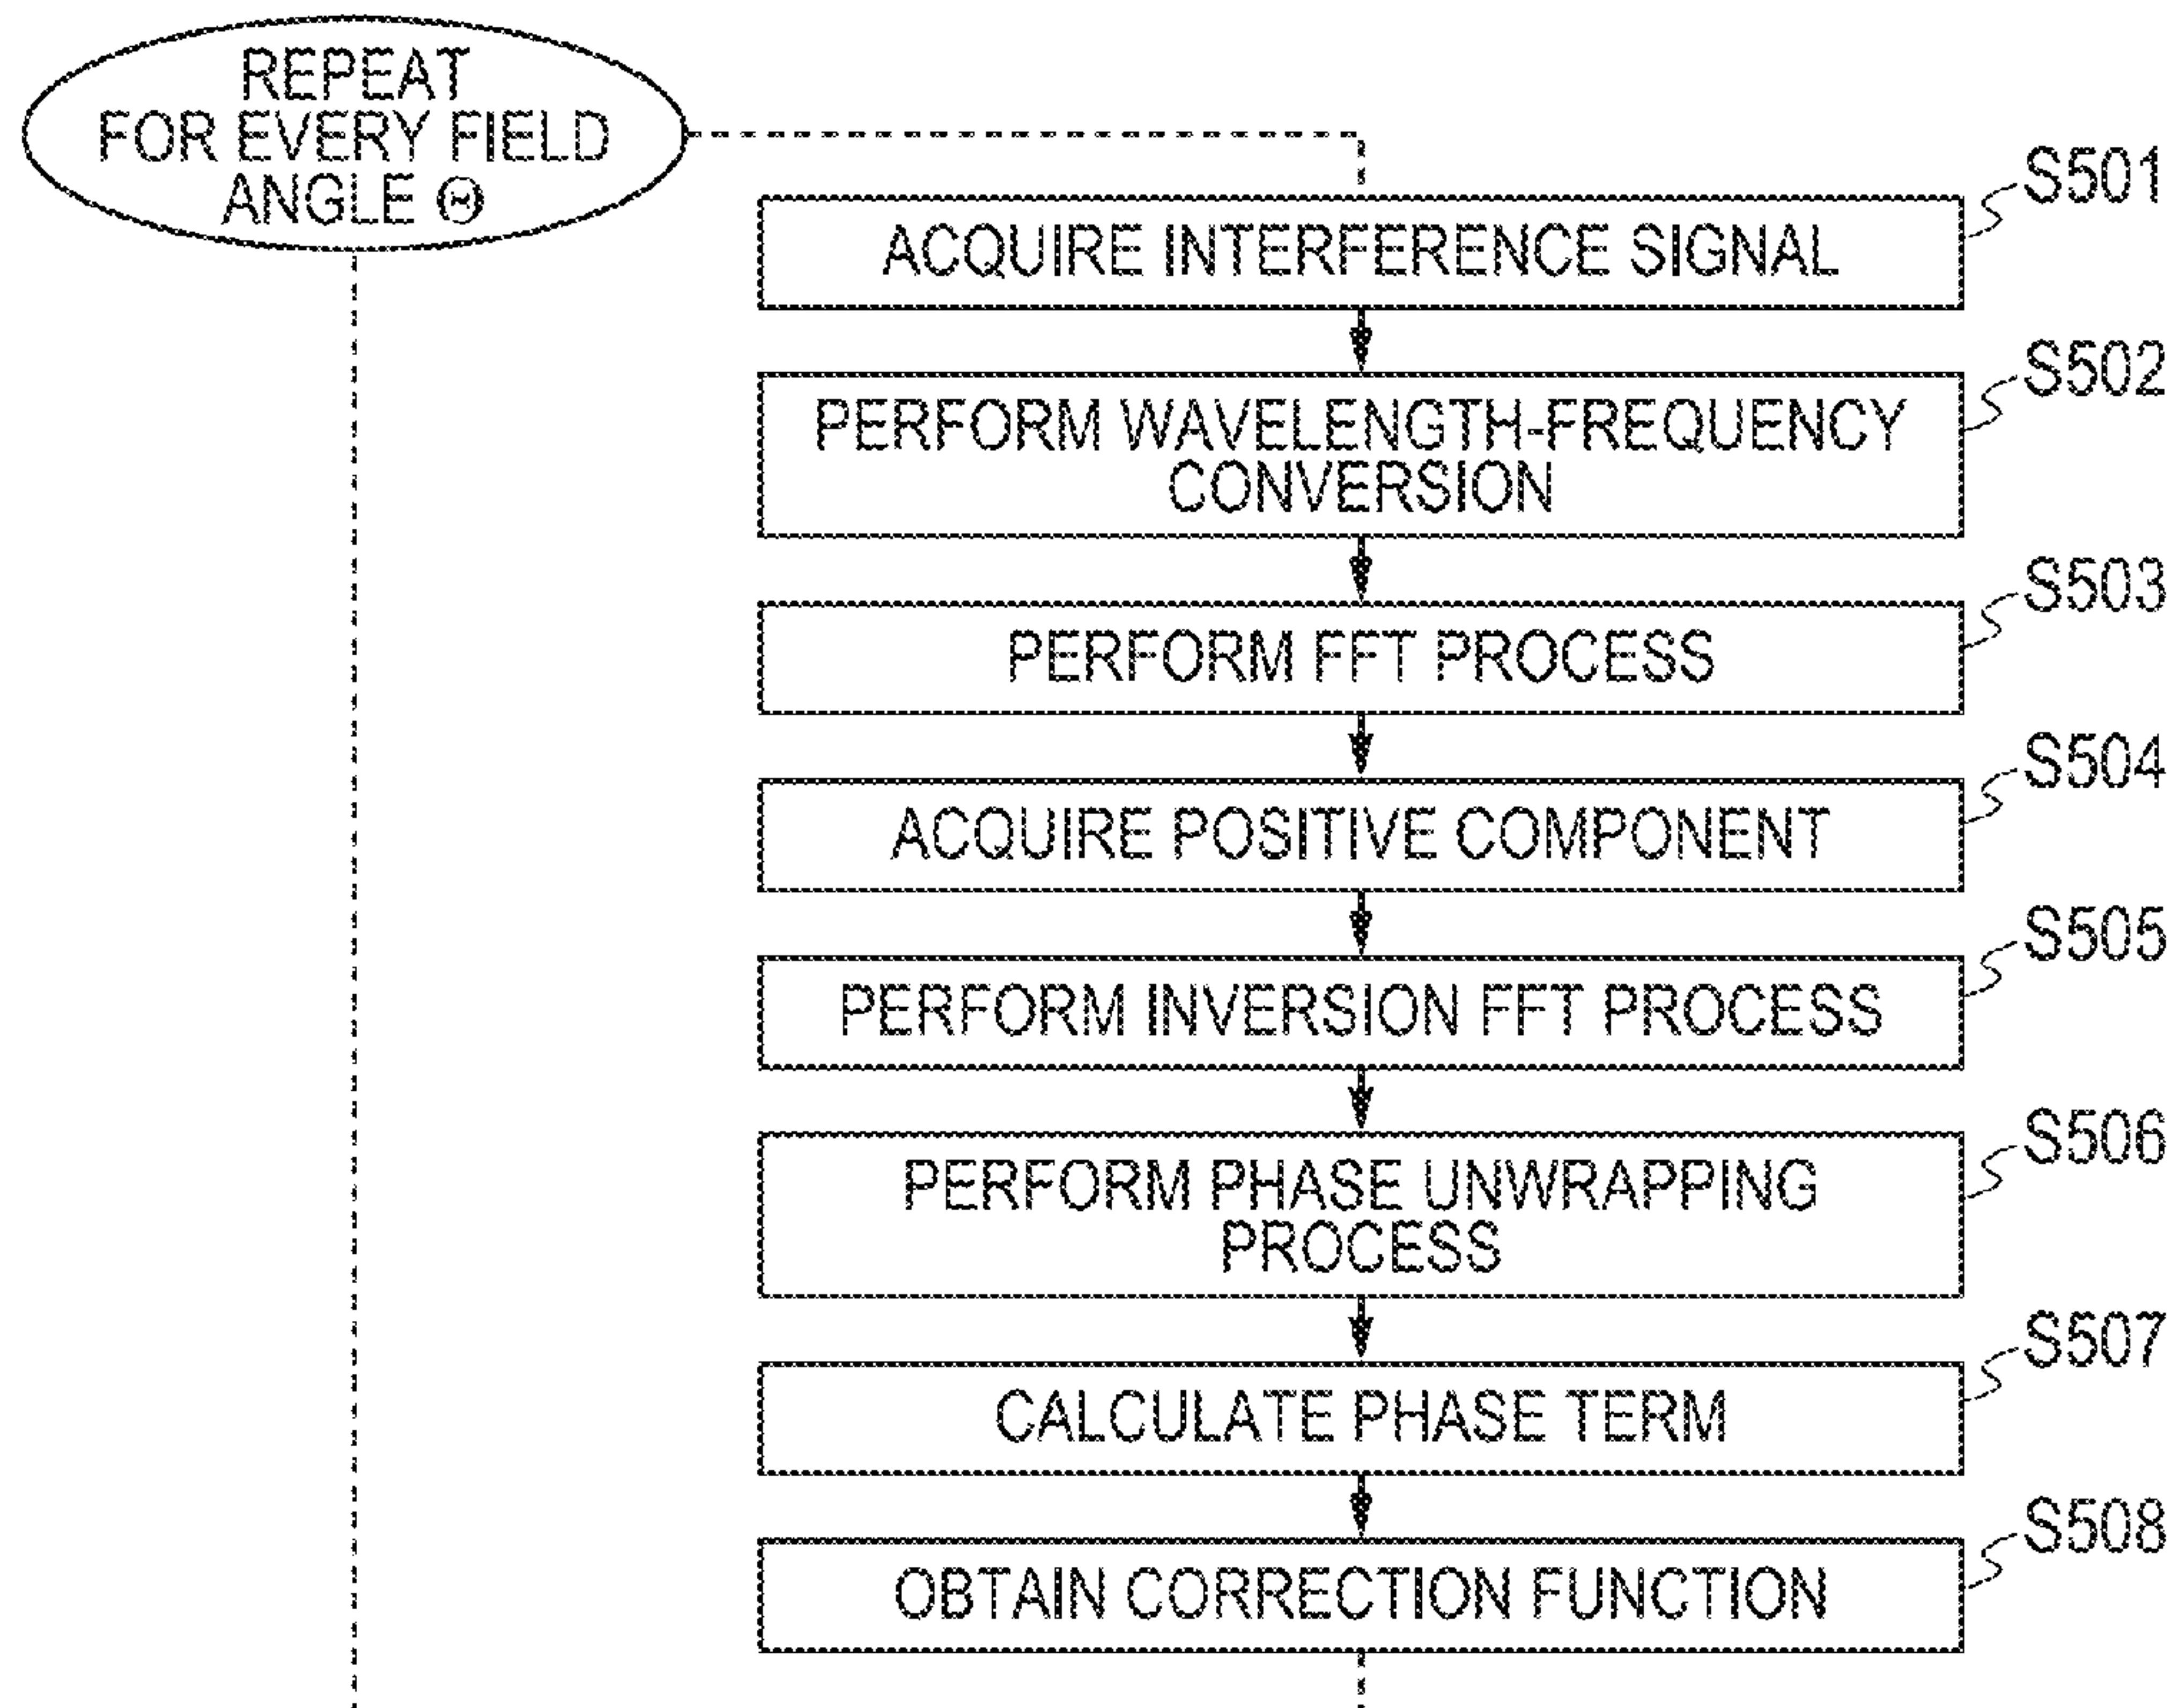 REPEAT
FOR EVERY FIELD
ANGLE Θ
S501
ACQUIRE INTERFERENCE SIGNAL
S502
PERFORM WAVELENGTH-FREQUENCY
CONVERSION
S503
PERFORM FFT PROCESS
S504
ACQUIRE POSITIVE COMPONENT
S505
PERFORM INVERSION FFT PROCESS
S506
PERFORM PHASE UNWRAPPING
PROCESS
S507
CALCULATE PHASE TERM
S508
OBTAIN CORRECTION FUNCTION